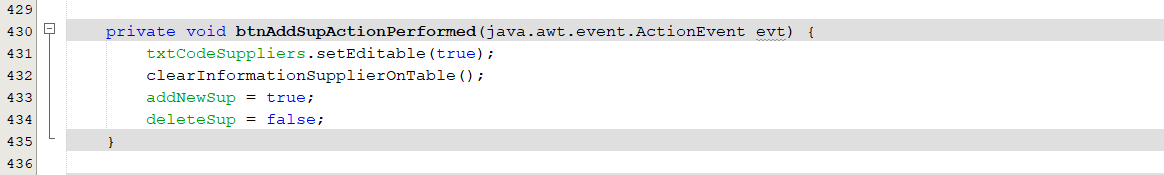 429
430 private void btnAddSupActionPerformed(java.awt.event.ActionEvent evt) {
431 txtCodeSuppliers.setEditable(true);
432 clearInformationSupplierOnTable();
433 addNewSup = true;
434 deleteSup = false;
435 }
436